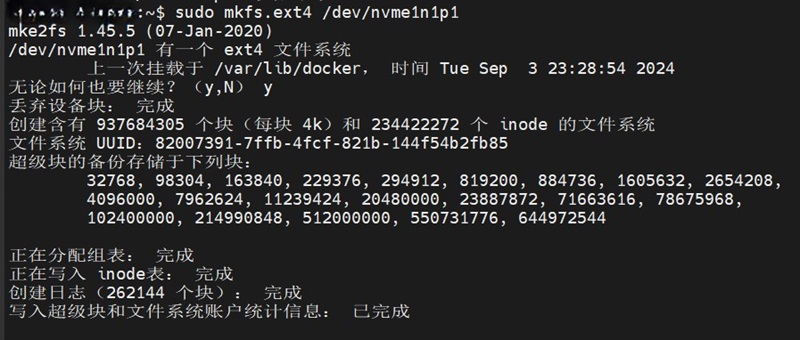 :~$ sudo mkfs.ext4 /dev/nvme1n1p1
mke2fs 1.45.5 (07-Jan-2020)
/dev/nvme1n1p1 有一个 ext4 文件系统
上一次挂载于 /var/lib/docker， 时间 Tue Sep  3 23:28:54 2024
无论如何也要继续？ (y,N) y
丢弃设备块： 完成
创建含有 937684305 个块（每块 4k）和 234422272 个 inode 的文件系统
文件系统 UUID：82007391-7ffb-4fcf-821b-144f54b2fb85
超级块的备份存储于下列块：
32768, 98304, 163840, 229376, 294912, 819200, 884736, 1605632, 2654208,
4096000, 7962624, 11239424, 20480000, 23887872, 71663616, 78675968,
102400000, 214990848, 512000000, 550731776, 644972544
正在分配组表： 完成
正在写入 inode表： 完成
创建日志（262144 个块）： 完成
写入超级块和文件系统账户统计信息： 已完成